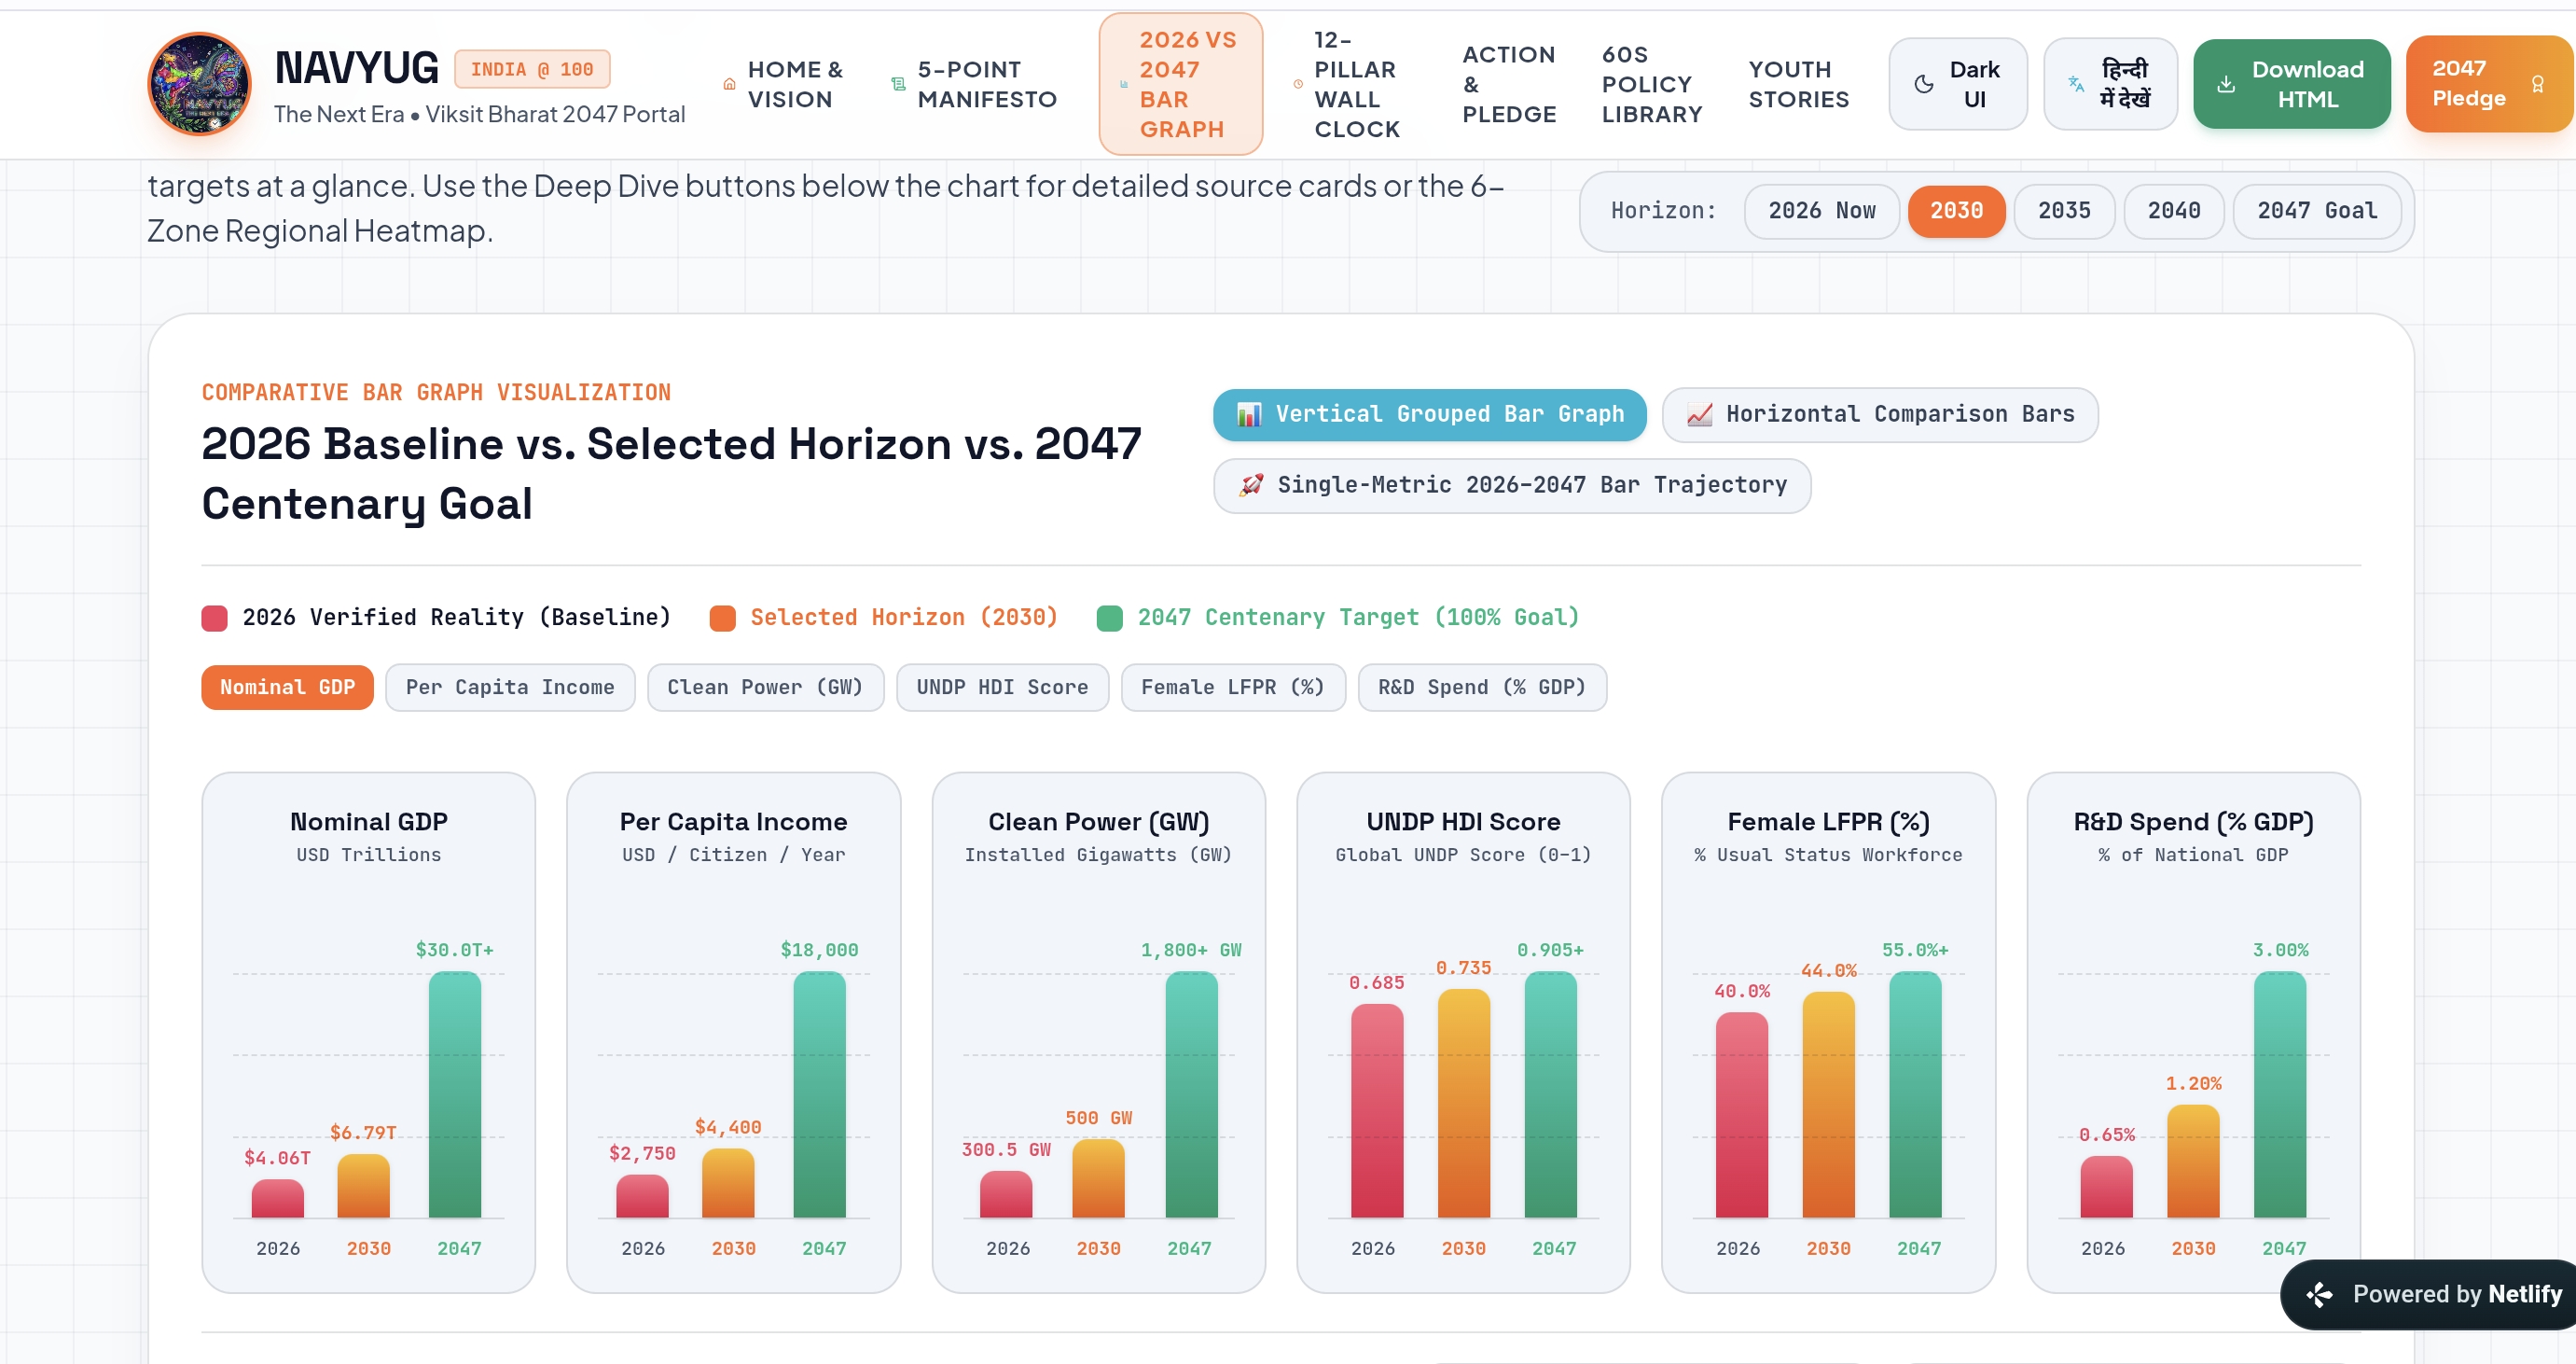 NAVYUG
INDIA @ 100
The Next Era • Viksit Bharat 2047 Portal
HOME &
VISION
5-POINT
MANIFESTO
2026 VS
2047
BAR
GRAPH
12-
PILLAR
WALL
CLOCK
ACTION
&
PLEDGE
60S
POLICY
LIBRARY
YOUTH
STORIES
Dark
UI
हिन्दी
में देखें
Download
HTML
2047
Pledge
targets at a glance. Use the Deep Dive buttons below the chart for detailed source cards or the 6-
Zone Regional Heatmap.
Horizon:
2026 Now
2030
2035
2040
2047 Goal
COMPARATIVE BAR GRAPH VISUALIZATION
2026 Baseline vs. Selected Horizon vs. 2047
Centenary Goal
📊 Vertical Grouped Bar Graph
📈 Horizontal Comparison Bars
🚀 Single-Metric 2026–2047 Bar Trajectory
2026 Verified Reality (Baseline)
Selected Horizon (2030)
2047 Centenary Target (100% Goal)
Nominal GDP
Per Capita Income
Clean Power (GW)
UNDP HDI Score
Female LFPR (%)
R&D Spend (% GDP)
Nominal GDP
USD Trillions
$4.06T
$6.79T
$30.0T+
2026
2030
2047
Per Capita Income
USD / Citizen / Year
$2,750
$4,400
$18,000
2026
2030
2047
Clean Power (GW)
Installed Gigawatts (GW)
300.5 GW
500 GW
1,800+ GW
2026
2030
2047
UNDP HDI Score
Global UNDP Score (0–1)
0.685
0.735
0.905+
2026
2030
2047
Female LFPR (%)
% Usual Status Workforce
40.0%
44.0%
55.0%+
2026
2030
2047
R&D Spend (% GDP)
% of National GDP
0.65%
1.20%
3.00%
2026
2030
2047
Powered by Netlify